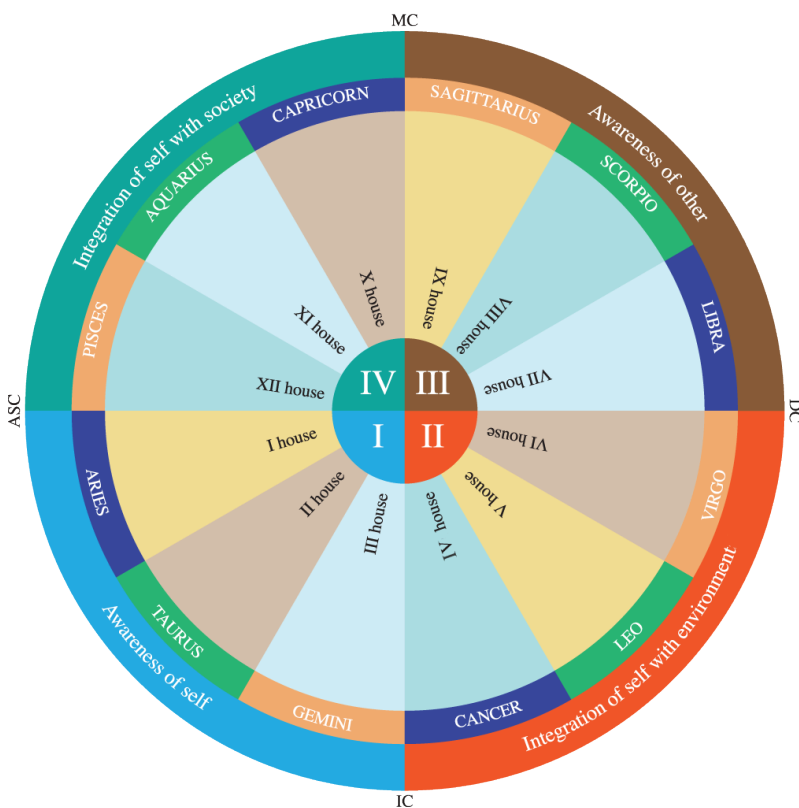 MC
Integration of self with society
Awareness of other
CAPRICORN
SAGITTARIUS
AQUARIUS
SCORPIO
PISCES
LIBRA
X house
IX house
XI house
VIII house
XII house
VII house
IV
III
ASC
DC
I
II
I house
VI house
II house
V house
III house
IV house
ARIES
VIRGO
TAURUS
LEO
GEMINI
CANCER
Awareness of self
Integration of self with environment
IC